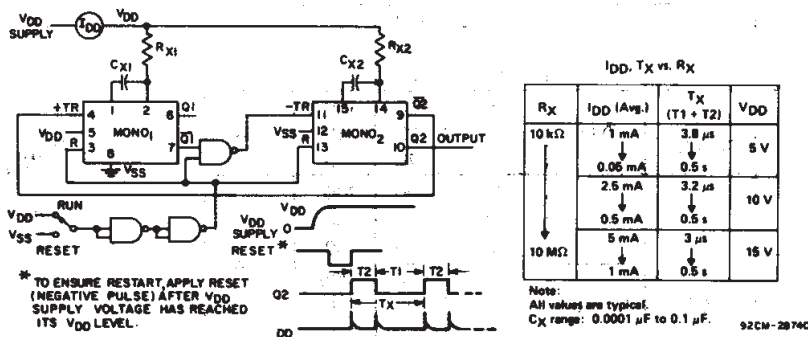 VDD SUPPLY
IDD
VDD
RX1
RX2
CX1
CX2
1
2
15
14
+TR
4
6
Q1
VDD
5
MONO1
Q1
R
3
7
8
VSS
-TR
11
9
Q2
VSS
12
MONO2
R
13
10
Q2
OUTPUT
VDD
RUN
VSS
RESET
VDD SUPPLY
VDD
0
RESET *
T2
T1
T2
Q2
TX
DD
* TO ENSURE RESTART, APPLY RESET
(NEGATIVE PULSE) AFTER VDD
SUPPLY VOLTAGE HAS REACHED
ITS VDD LEVEL.
IDD, TX vs. RX
RX
IDD (Avg.)
TX
(T1 + T2)
VDD
10 kΩ
1 mA
3.8 µs
5 V
0.05 mA
0.5 s
2.5 mA
3.2 µs
10 V
0.5 mA
0.5 s
10 MΩ
5 mA
3 µs
15 V
1 mA
0.5 s
Note:
All values are typical.
CX range: 0.0001 µF to 0.1 µF.
92CM-28740